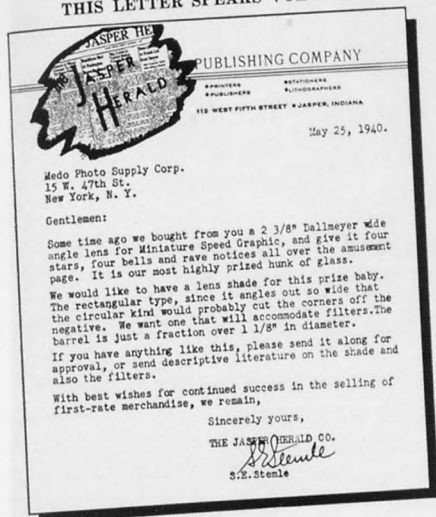 THIS LETTER SPEAKS
JASPER HE
THE JASPER HERALD
PUBLISHING COMPANY
PRINTERS STATIONERS
PUBLISHERS LITHOGRAPHERS
112 WEST FIFTH STREET JASPER, INDIANA
May 25, 1940.
Medo Photo Supply Corp.
15 W. 47th St.
New York, N. Y.
Gentlemen:
Some time ago we bought from you a 2 3/8" Dallmeyer wide
angle lens for Miniature Speed Graphic, and give it four
stars, four bells and rave notices all over the amusement
page. It is our most highly prized hunk of glass.
We would like to have a lens shade for this prize baby.
The rectangular type, since it angles out so wide that
the circular kind would probably cut the corners off the
negative. We want one that will accommodate filters.The
barrel is just a fraction over 1 1/8" in diameter.
If you have anything like this, please send it along for
approval, or send descriptive literature on the shade and
also the filters.
With best wishes for continued success in the selling of
first-rate merchandise, we remain,
Sincerely yours,
THE JASPER HERALD CO.
S E Stemle
S.E.Stemle